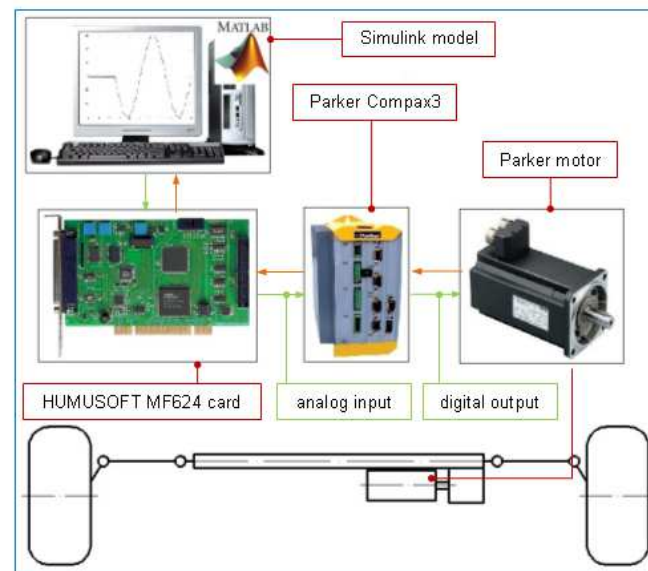 MATLAB
Simulink model
Parker Compax3
Parker motor
HUMUSOFT MF624 card
analog input
digital output